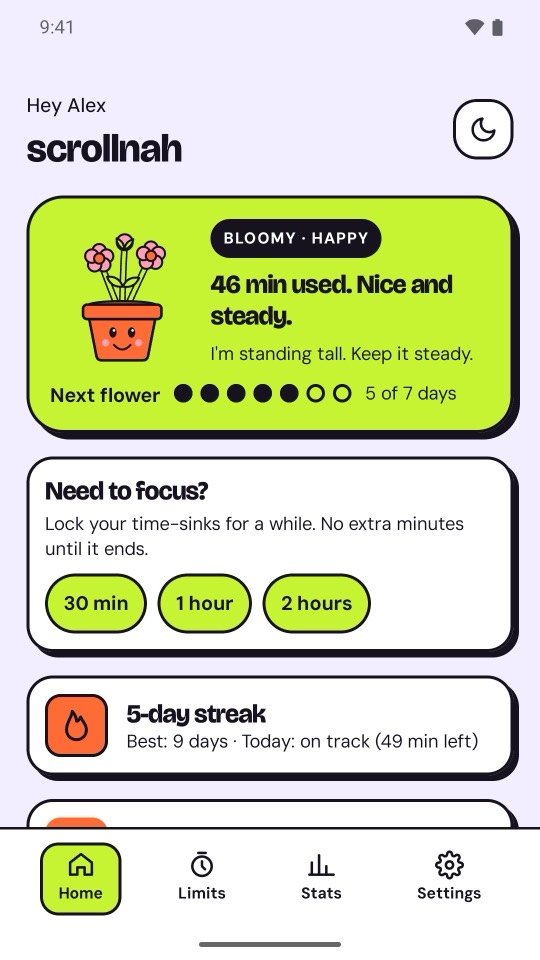 9:41
Hey Alex
scrollnah
BLOOMY · HAPPY
46 min used. Nice and
steady.
I'm standing tall. Keep it steady.
Next flower 5 of 7 days
Need to focus?
Lock your time-sinks for a while. No extra minutes
until it ends.
30 min 1 hour 2 hours
5-day streak
Best: 9 days · Today: on track (49 min left)
Home Limits Stats Settings